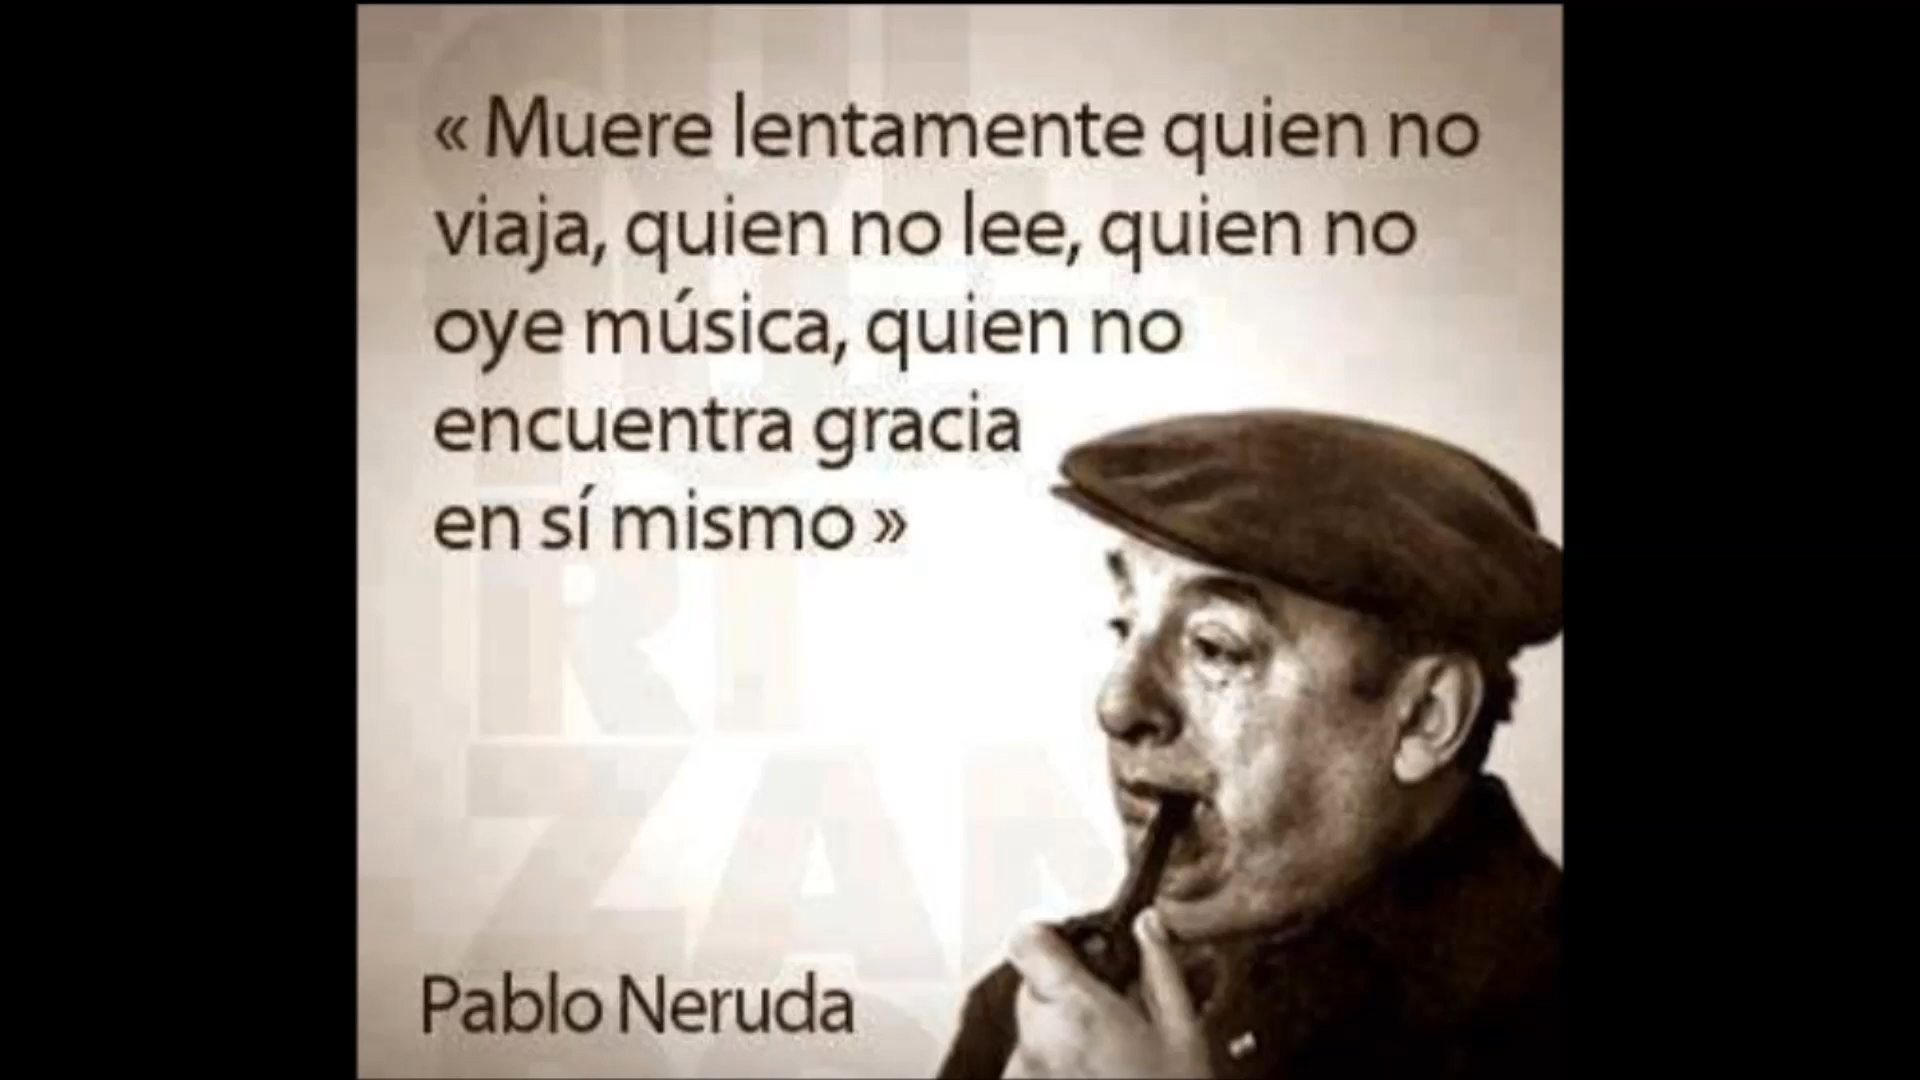 « Muere lentamente quien no
viaja, quien no lee, quien no
oye música, quien no
encuentra gracia
en sí mismo »
Pablo Neruda